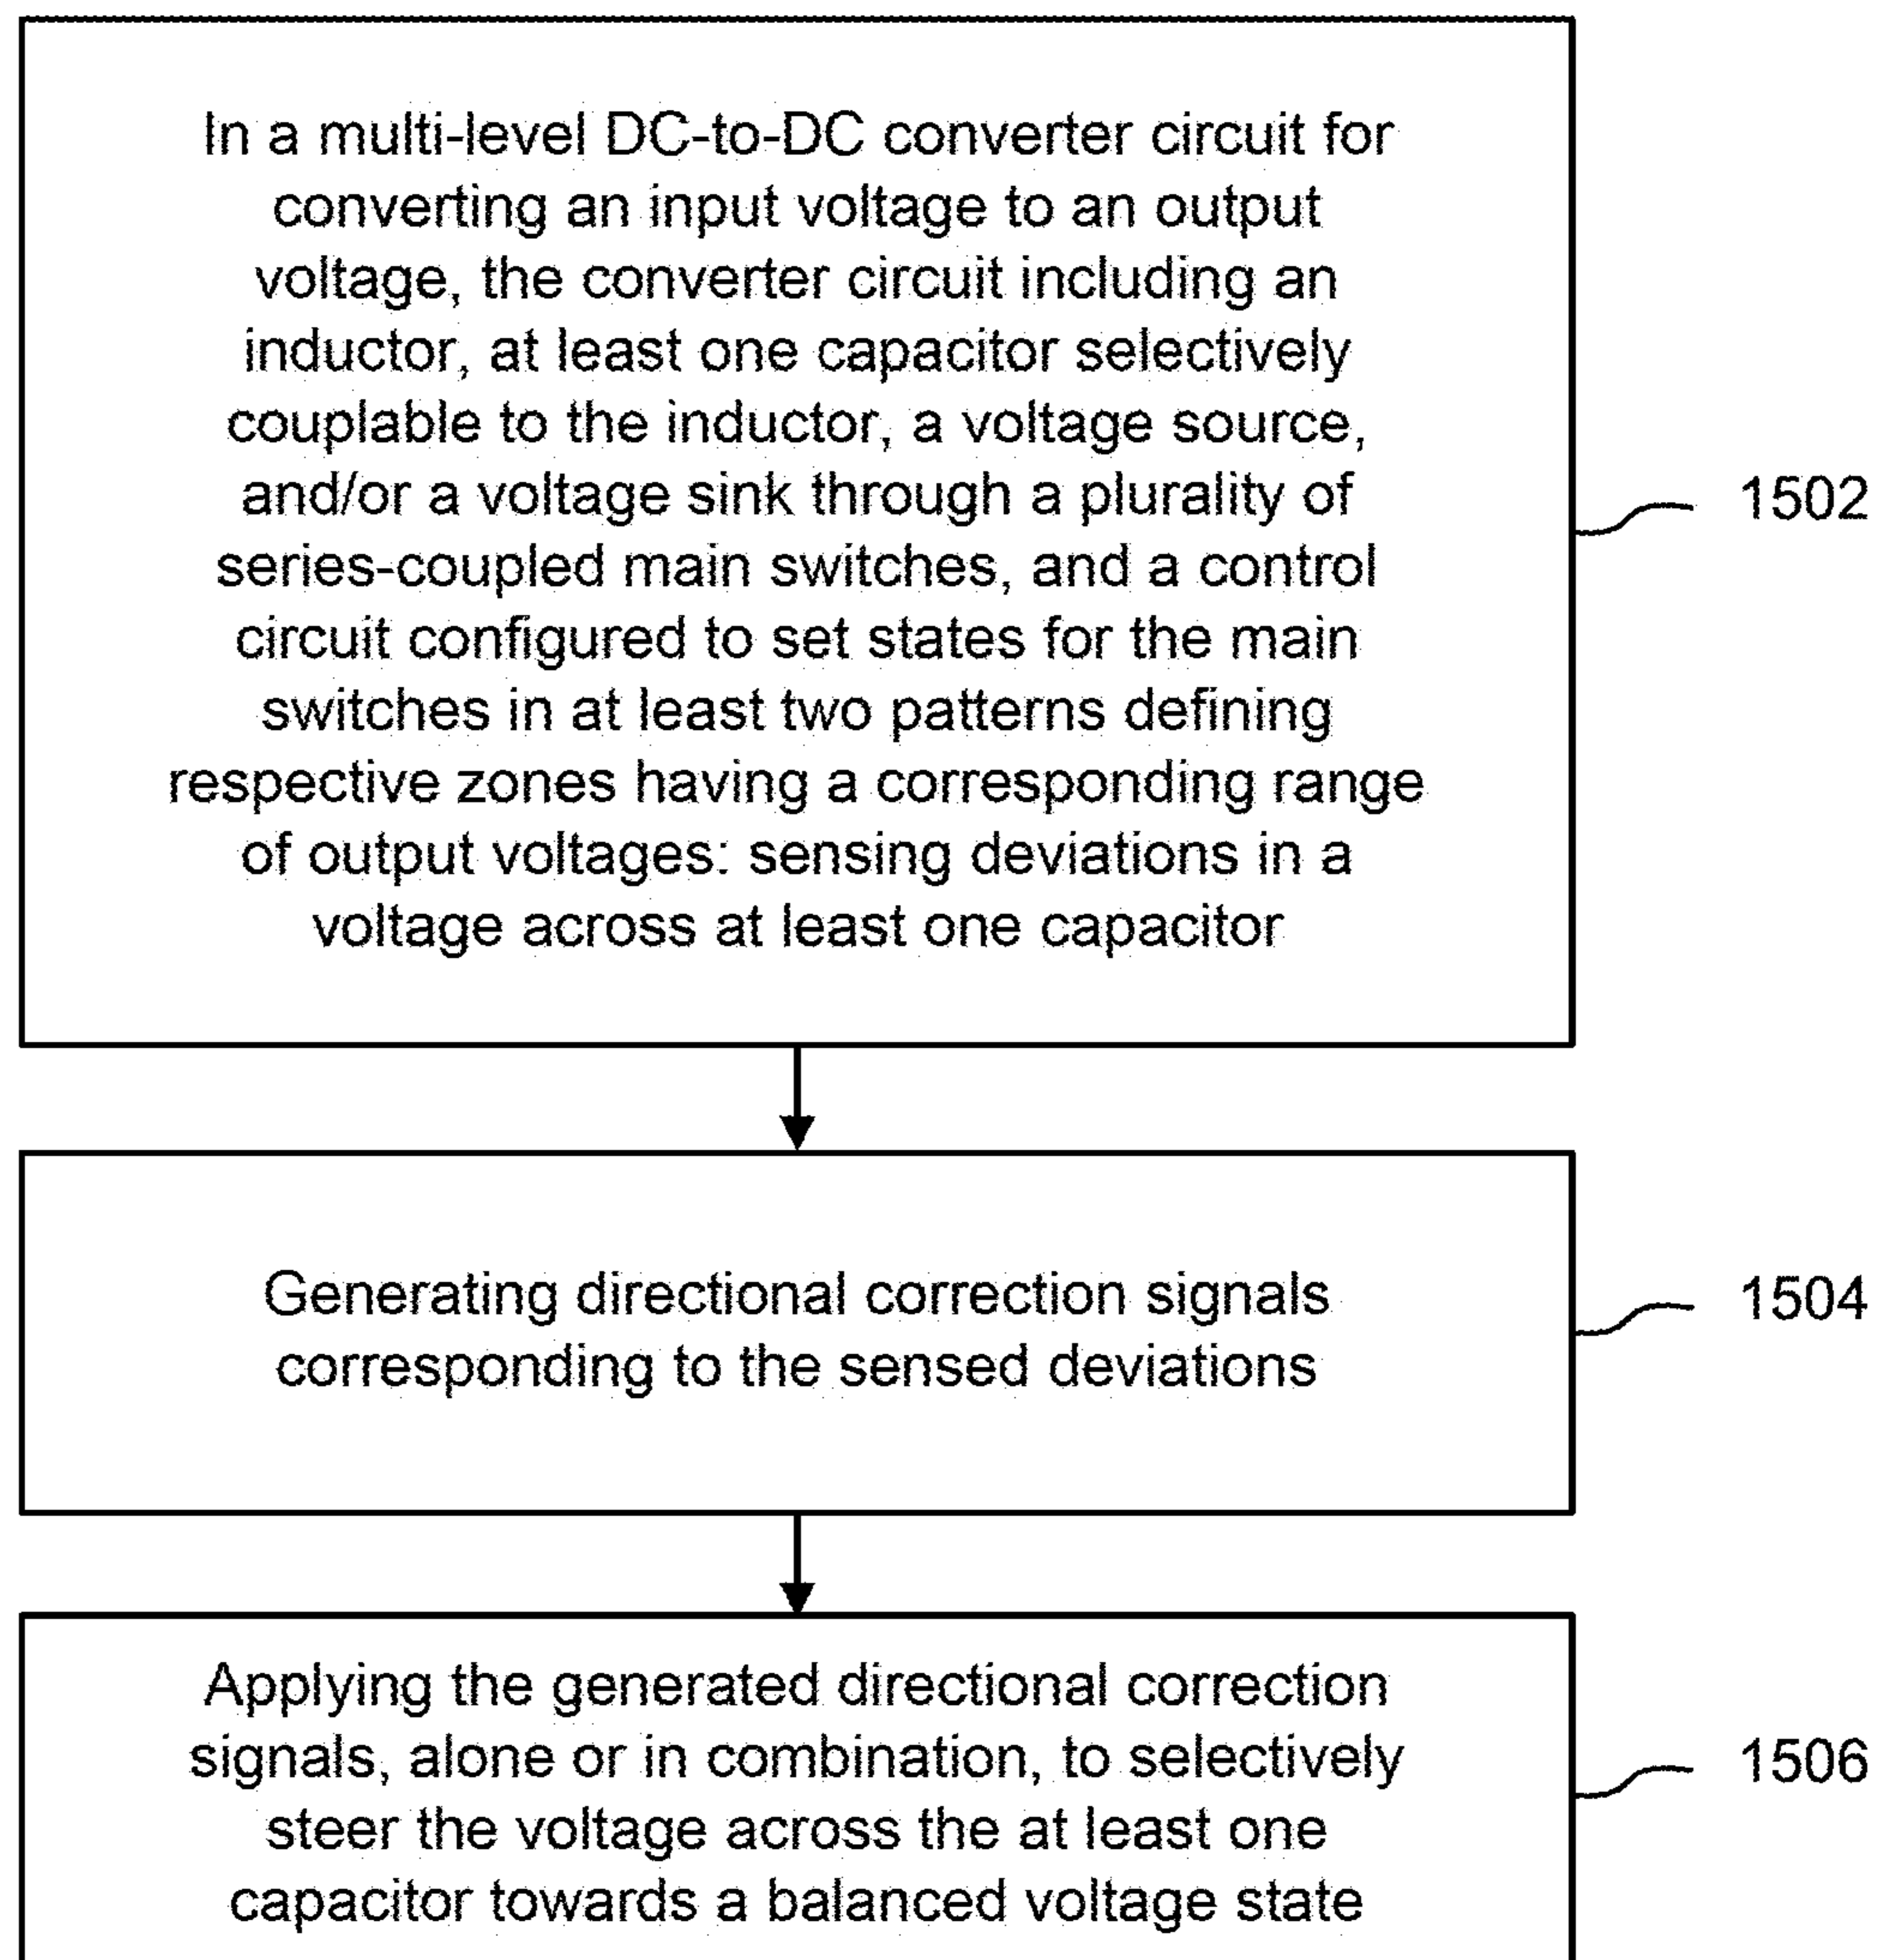 In a multi-level DC-to-DC converter circuit for
converting an input voltage to an output
voltage, the converter circuit including an
inductor, at least one capacitor selectively
couplable to the inductor, a voltage source,
and/or a voltage sink through a plurality of
series-coupled main switches, and a control
circuit configured to set states for the main
switches in at least two patterns defining
respective zones having a corresponding range
of output voltages: sensing deviations in a
voltage across at least one capacitor
1502
Generating directional correction signals
corresponding to the sensed deviations
1504
Applying the generated directional correction
signals, alone or in combination, to selectively
steer the voltage across the at least one
capacitor towards a balanced voltage state
1506